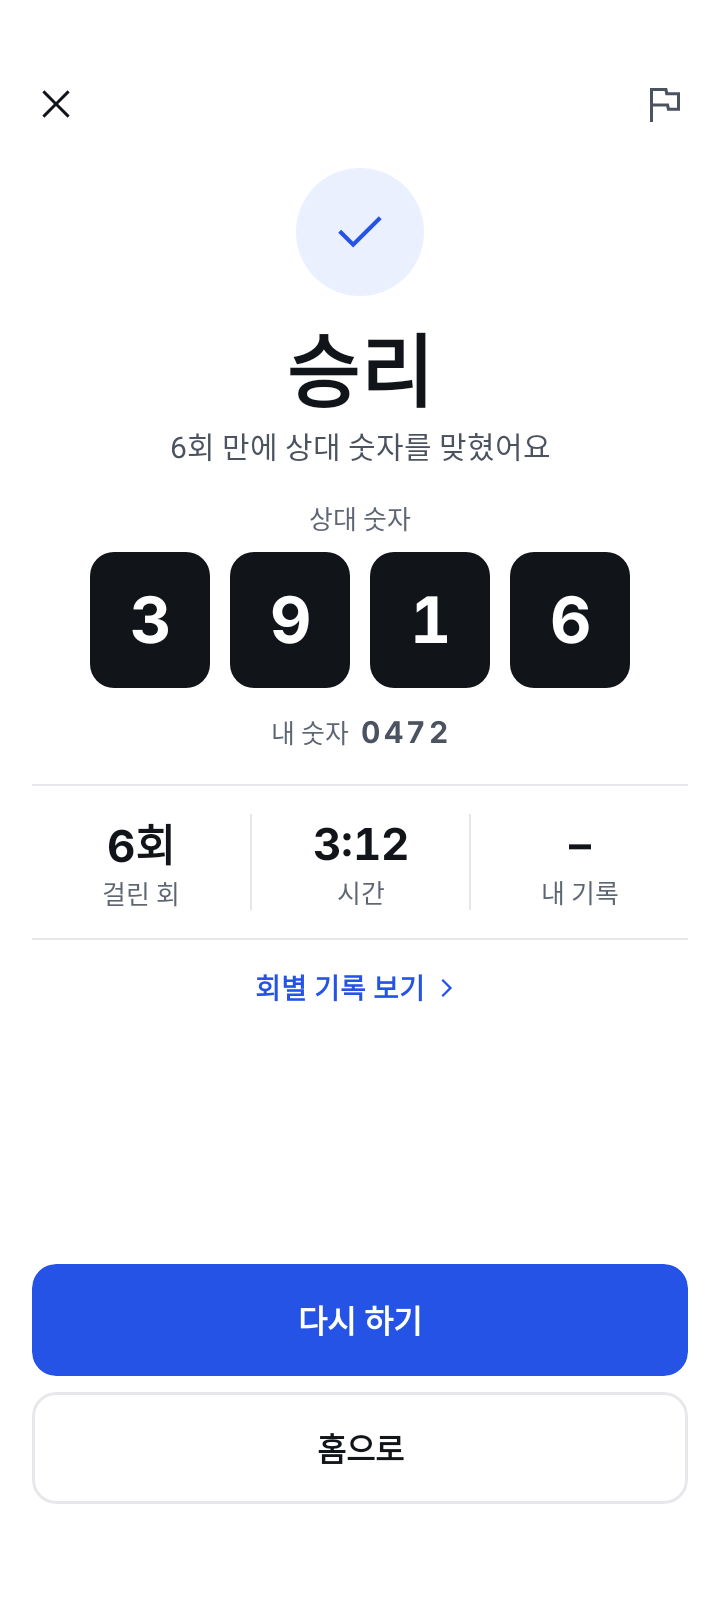 승리
6회 만에 상대 숫자를 맞혔어요
상대 숫자
3 9 1 6
내 숫자 0472
6회 3:12 –
걸린 회 시간 내 기록
회별 기록 보기
다시 하기
홈으로